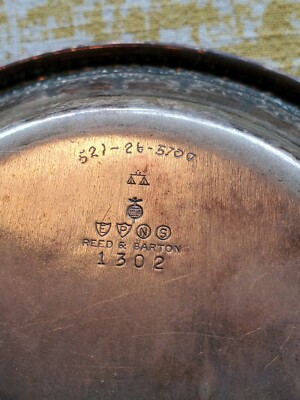 521-26-5700
E P N S
REED & BARTON
1302